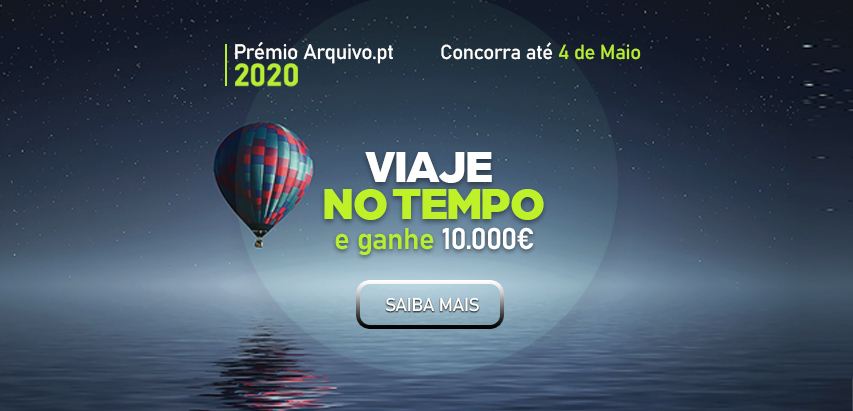 Prémio Arquivo.pt
2020
Concorra até 4 de Maio
VIAJE
NO TEMPO
e ganhe 10.000€
SAIBA MAIS